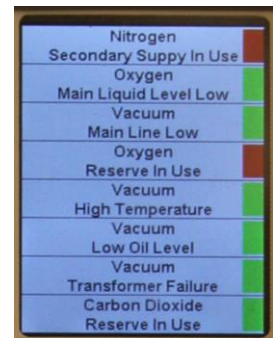 Nitrogen
Secondary Suppy In Use
Oxygen
Main Liquid Level Low
Vacuum
Main Line Low
Oxygen
Reserve In Use
Vacuum
High Temperature
Vacuum
Low Oil Level
Vacuum
Transformer Failure
Carbon Dioxide
Reserve In Use